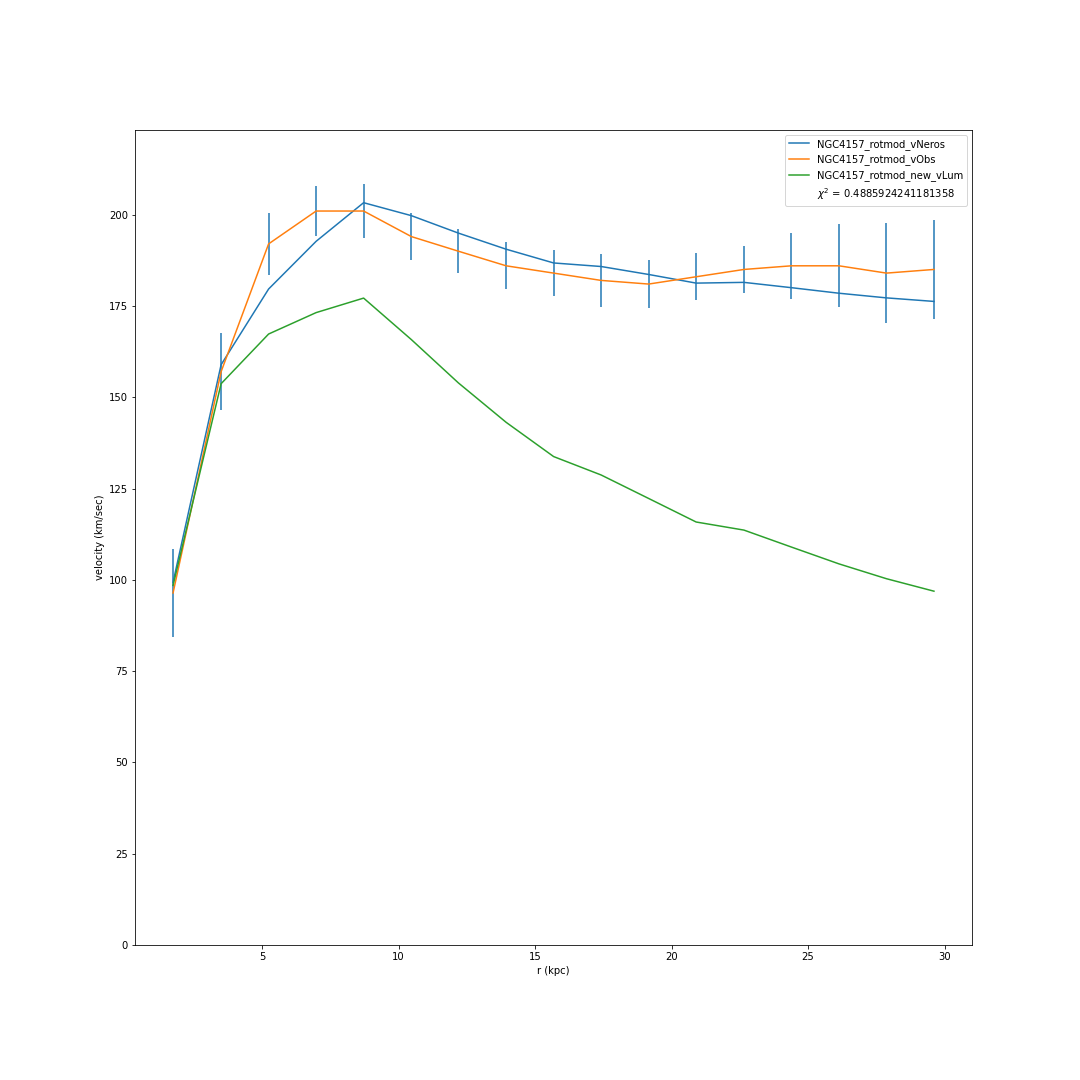 NGC4157_rotmod_vNeros
NGC4157_rotmod_vObs
NGC4157_rotmod_new_vLum
χ² = 0.4885924241181358
200
175
150
125
100
75
50
25
0
velocity (km/sec)
5 10 15 20 25 30
r (kpc)